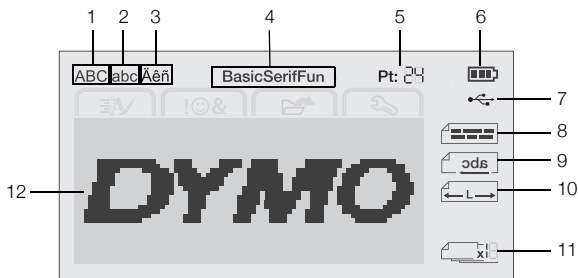 1 2 3 4 5 6
ABC abc Äêñ BasicSerifFun Pt: 24
!☺& 
7
8
abc 9
L 10
DYMO
12
x 11